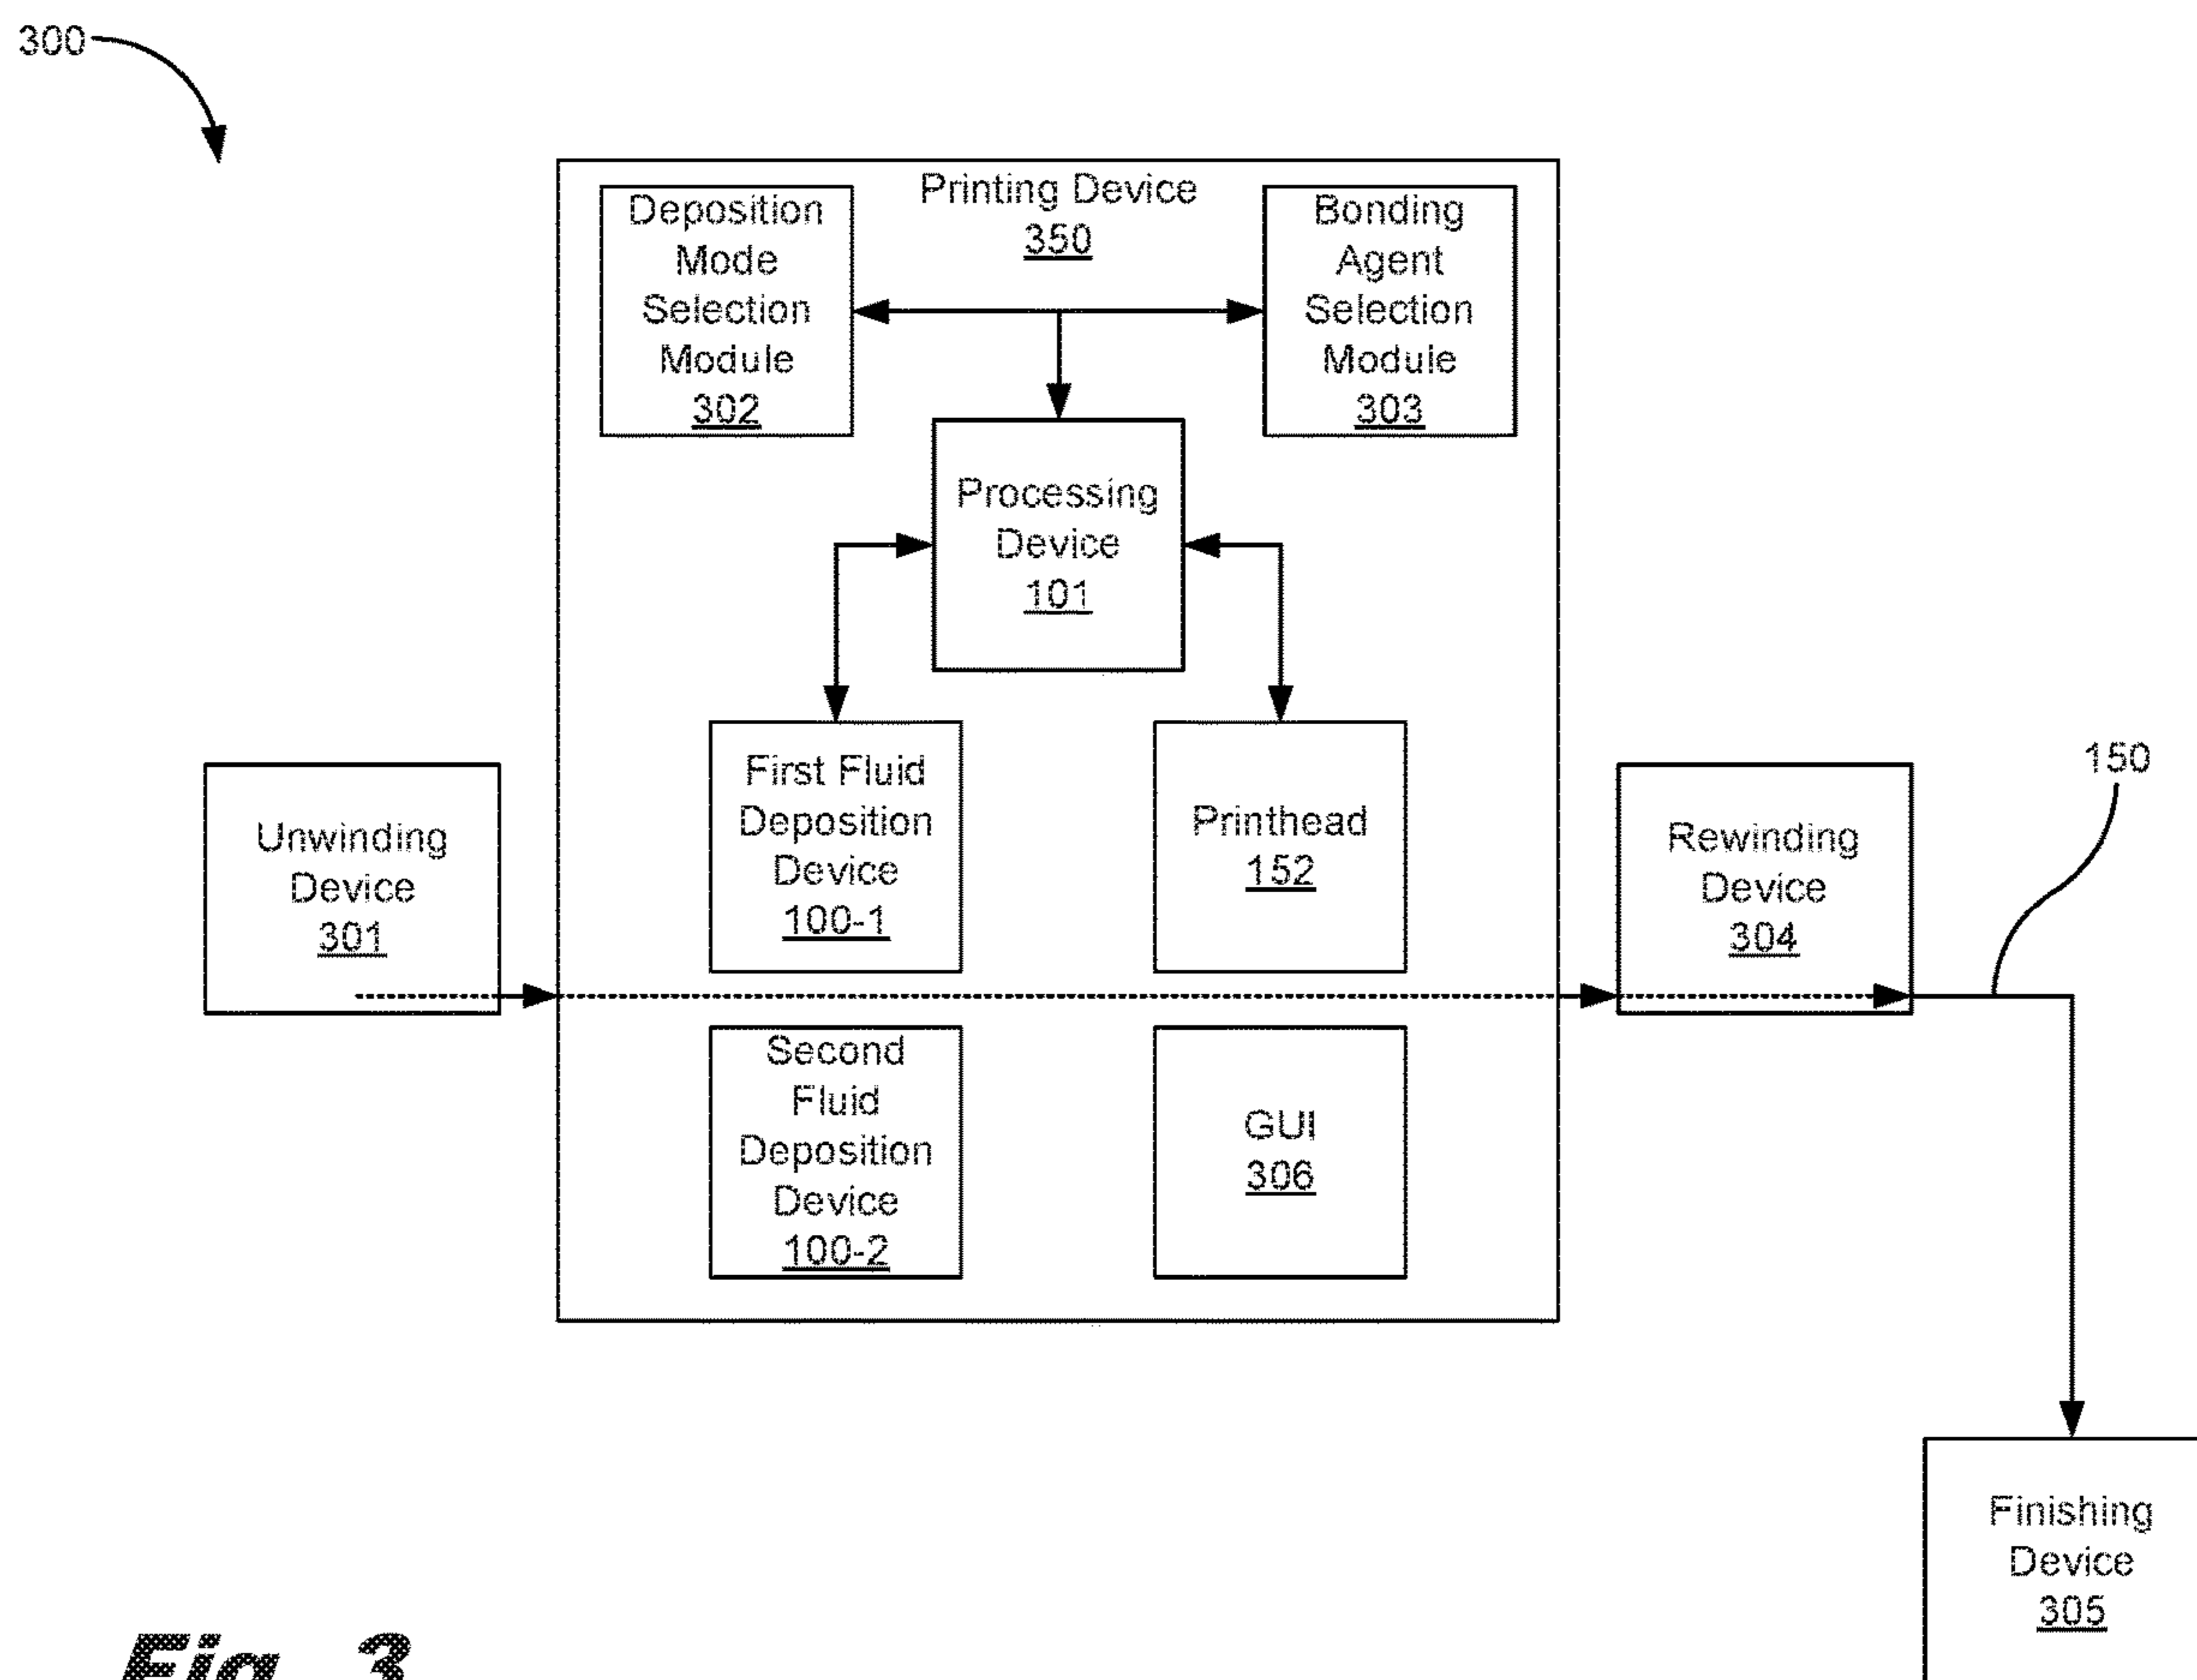 300
Printing Device
350
Deposition
Mode
Selection
Module
302
Bonding
Agent
Selection
Module
303
Processing
Device
101
First Fluid
Deposition
Device
100-1
Printhead
152
Unwinding
Device
301
Rewinding
Device
304
150
Second
Fluid
Deposition
Device
100-2
GUI
306
Finishing
Device
305
Fig. 3